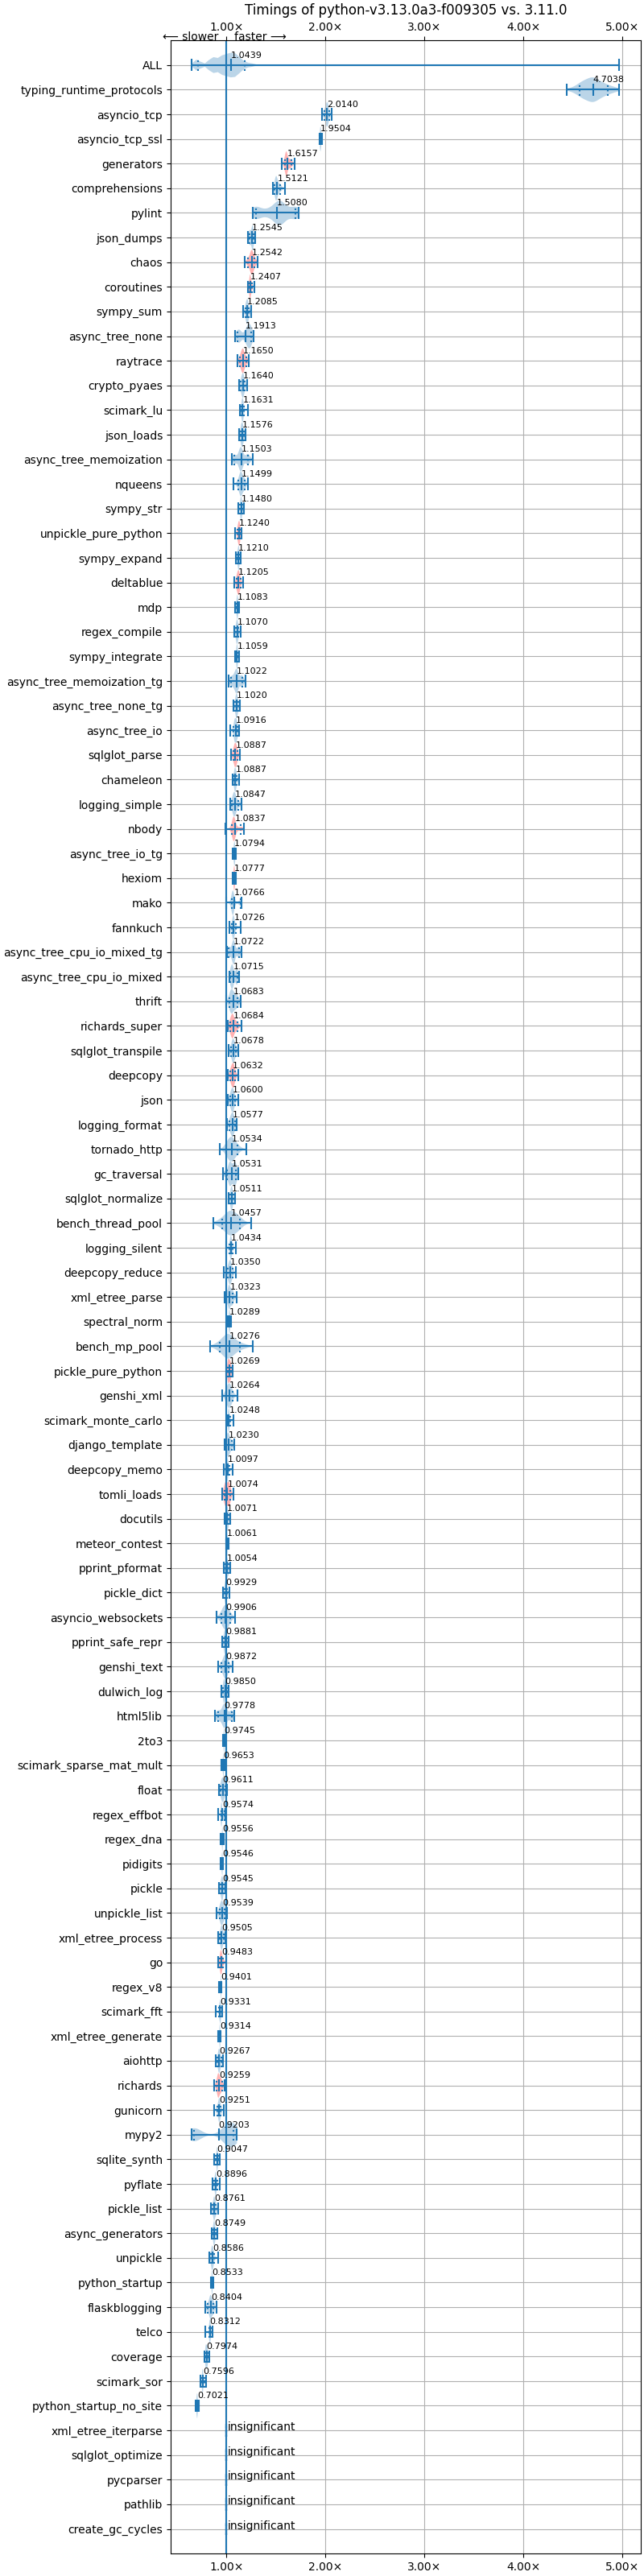 Timings of python-v3.13.0a3-f009305 vs. 3.11.0
1.00× 2.00× 3.00× 4.00× 5.00×
⟵ slower faster ⟶
ALL 1.0439
typing_runtime_protocols 4.7038
asyncio_tcp 2.0140
asyncio_tcp_ssl 1.9504
generators 1.6157
comprehensions 1.5121
pylint 1.5080
json_dumps 1.2545
chaos 1.2542
coroutines 1.2407
sympy_sum 1.2085
async_tree_none 1.1913
raytrace 1.1650
crypto_pyaes 1.1640
scimark_lu 1.1631
json_loads 1.1576
async_tree_memoization 1.1503
nqueens 1.1499
sympy_str 1.1480
unpickle_pure_python 1.1240
sympy_expand 1.1210
deltablue 1.1205
mdp 1.1083
regex_compile 1.1070
sympy_integrate 1.1059
async_tree_memoization_tg 1.1022
async_tree_none_tg 1.1020
async_tree_io 1.0916
sqlglot_parse 1.0887
chameleon 1.0887
logging_simple 1.0847
nbody 1.0837
async_tree_io_tg 1.0794
hexiom 1.0777
mako 1.0766
fannkuch 1.0726
async_tree_cpu_io_mixed_tg 1.0722
async_tree_cpu_io_mixed 1.0715
thrift 1.0683
richards_super 1.0684
sqlglot_transpile 1.0678
deepcopy 1.0632
json 1.0600
logging_format 1.0577
tornado_http 1.0534
gc_traversal 1.0531
sqlglot_normalize 1.0511
bench_thread_pool 1.0457
logging_silent 1.0434
deepcopy_reduce 1.0350
xml_etree_parse 1.0323
spectral_norm 1.0289
bench_mp_pool 1.0276
pickle_pure_python 1.0269
genshi_xml 1.0264
scimark_monte_carlo 1.0248
django_template 1.0230
deepcopy_memo 1.0097
tomli_loads 1.0074
docutils 1.0071
meteor_contest 1.0061
pprint_pformat 1.0054
pickle_dict 0.9929
asyncio_websockets 0.9906
pprint_safe_repr 0.9881
genshi_text 0.9872
dulwich_log 0.9850
html5lib 0.9778
2to3 0.9745
scimark_sparse_mat_mult 0.9653
float 0.9611
regex_effbot 0.9574
regex_dna 0.9556
pidigits 0.9546
pickle 0.9545
unpickle_list 0.9539
xml_etree_process 0.9505
go 0.9483
regex_v8 0.9401
scimark_fft 0.9331
xml_etree_generate 0.9314
aiohttp 0.9267
richards 0.9259
gunicorn 0.9251
mypy2 0.9203
sqlite_synth 0.9047
pyflate 0.8896
pickle_list 0.8761
async_generators 0.8749
unpickle 0.8586
python_startup 0.8533
flaskblogging 0.8404
telco 0.8312
coverage 0.7974
scimark_sor 0.7596
python_startup_no_site 0.7021
xml_etree_iterparse insignificant
sqlglot_optimize insignificant
pycparser insignificant
pathlib insignificant
create_gc_cycles insignificant
1.00× 2.00× 3.00× 4.00× 5.00×